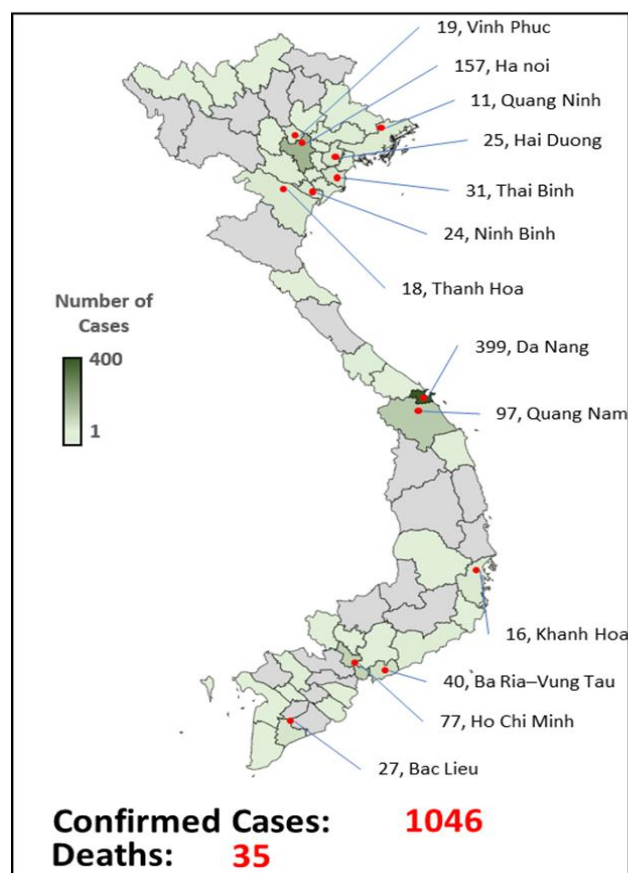 19, Vinh Phuc
157, Ha noi
11, Quang Ninh
25, Hai Duong
31, Thai Binh
24, Ninh Binh
18, Thanh Hoa
Number of
Cases
400
1
399, Da Nang
97, Quang Nam
16, Khanh Hoa
40, Ba Ria–Vung Tau
77, Ho Chi Minh
27, Bac Lieu
Confirmed Cases: 1046
Deaths: 35